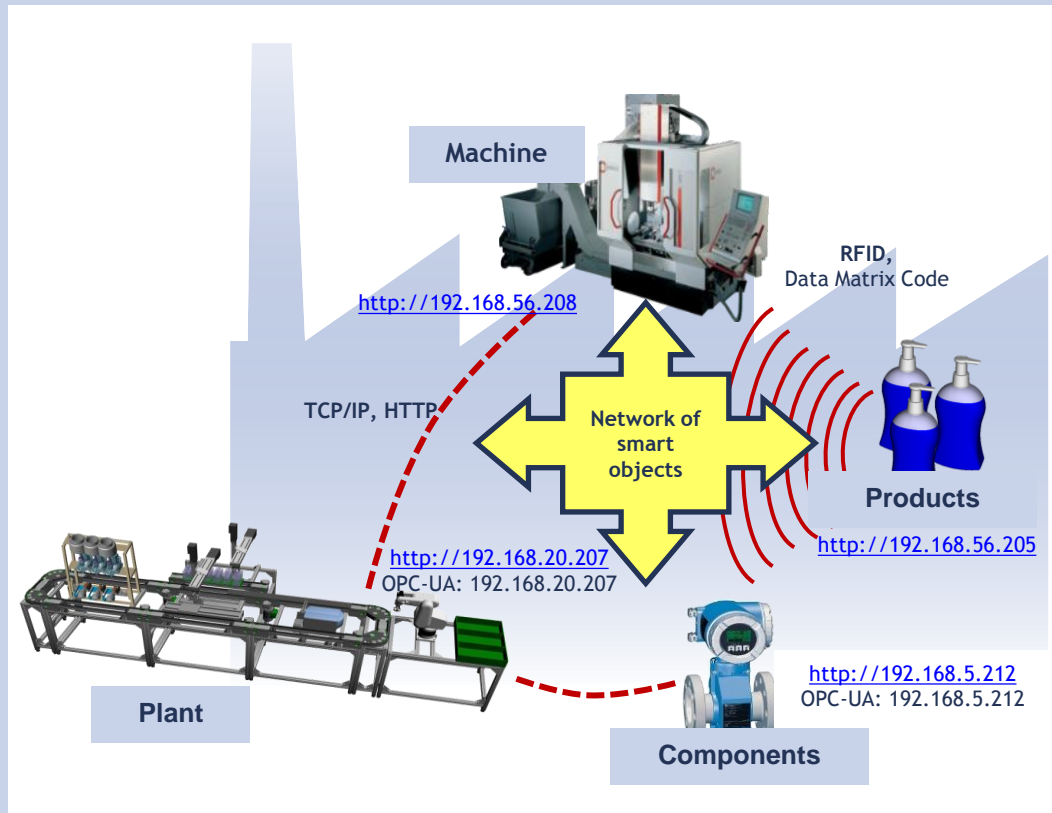 Machine
RFID,
Data Matrix Code
http://192.168.56.208
TCP/IP, HTTP
Network of
smart
objects
Products
http://192.168.56.205
http://192.168.20.207
OPC-UA: 192.168.20.207
http://192.168.5.212
OPC-UA: 192.168.5.212
Plant
Components